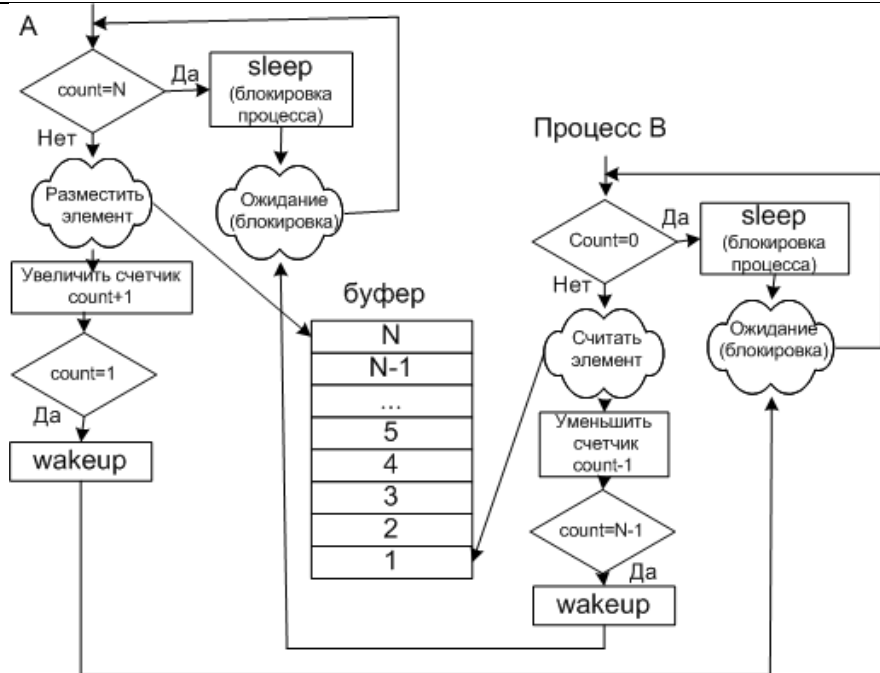 А
count=N
Да
sleep
(блокировка
процесса)
Нет
Разместить
элемент
Ожидание
(блокировка)
Увеличить счетчик
count+1
count=1
Да
wakeup
буфер
N
N-1
...
5
4
3
2
1
Процесс В
Count=0
Да
sleep
(блокировка
процесса)
Нет
Считать
элемент
Ожидание
(блокировка)
Уменьшить
счетчик
count-1
count=N-1
Да
wakeup